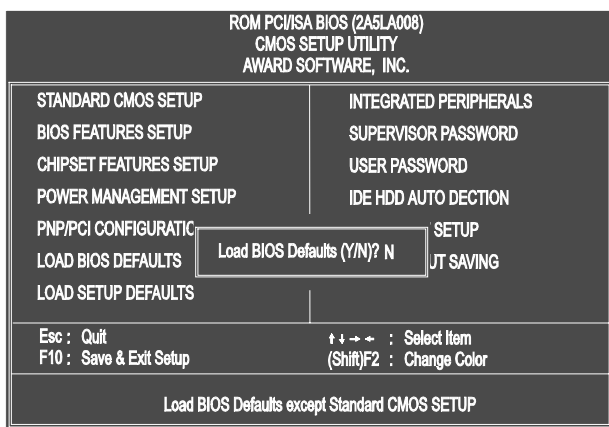 ROM PCI/ISA BIOS (2A5LA008)
CMOS SETUP UTILITY
AWARD SOFTWARE, INC.
STANDARD CMOS SETUP
BIOS FEATURES SETUP
CHIPSET FEATURES SETUP
POWER MANAGEMENT SETUP
PNP/PCI CONFIGURATIC
LOAD BIOS DEFAULTS
LOAD SETUP DEFAULTS
INTEGRATED PERIPHERALS
SUPERVISOR PASSWORD
USER PASSWORD
IDE HDD AUTO DECTION
SETUP
UT SAVING
Load BIOS Defaults (Y/N)? N
Esc : Quit
F10 : Save & Exit Setup
↑ ↓ → ← : Select Item
(Shift)F2 : Change Color
Load BIOS Defaults except Standard CMOS SETUP